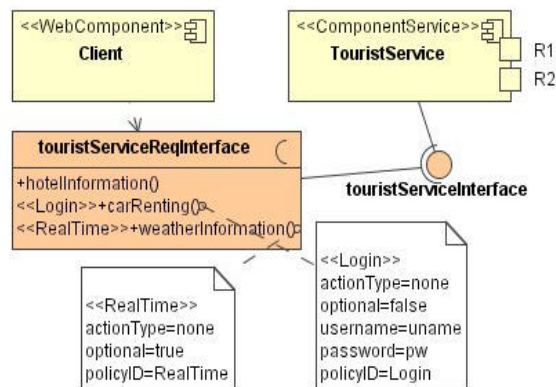 <<WebComponent>>
Client
<<ComponentService>>
TouristService
R1
R2
touristServiceReqInterface
+hotelInformation()
<<Login>>+carRenting()
<<RealTime>>+weatherInformation()
touristServiceInterface
<<RealTime>>
actionType=none
optional=true
policyID=RealTime
<<Login>>
actionType=none
optional=false
username=uname
password=pw
policyID=Login